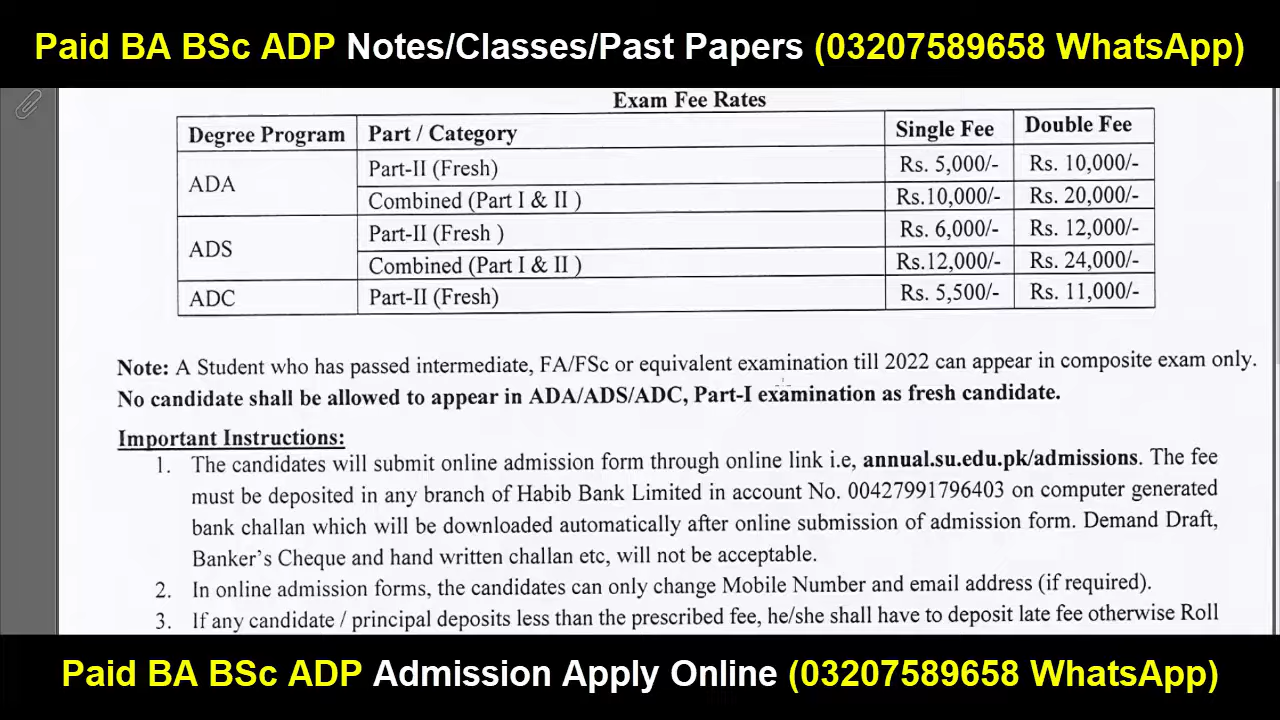 Paid BA BSc ADP Notes/Classes/Past Papers (03207589658 WhatsApp)
Exam Fee Rates
Degree Program Part / Category Single Fee Double Fee
ADA Part-II (Fresh) Rs. 5,000/- Rs. 10,000/-
Combined (Part I & II ) Rs.10,000/- Rs. 20,000/-
ADS Part-II (Fresh ) Rs. 6,000/- Rs. 12,000/-
Combined (Part I & II ) Rs.12,000/- Rs. 24,000/-
ADC Part-II (Fresh) Rs. 5,500/- Rs. 11,000/-
Note: A Student who has passed intermediate, FA/FSc or equivalent examination till 2022 can appear in composite exam only.
No candidate shall be allowed to appear in ADA/ADS/ADC, Part-I examination as fresh candidate.
Important Instructions:
1. The candidates will submit online admission form through online link i.e, annual.su.edu.pk/admissions. The fee
must be deposited in any branch of Habib Bank Limited in account No. 00427991796403 on computer generated
bank challan which will be downloaded automatically after online submission of admission form. Demand Draft,
Banker's Cheque and hand written challan etc, will not be acceptable.
2. In online admission forms, the candidates can only change Mobile Number and email address (if required).
3. If any candidate / principal deposits less than the prescribed fee, he/she shall have to deposit late fee otherwise Roll
Paid BA BSc ADP Admission Apply Online (03207589658 WhatsApp)